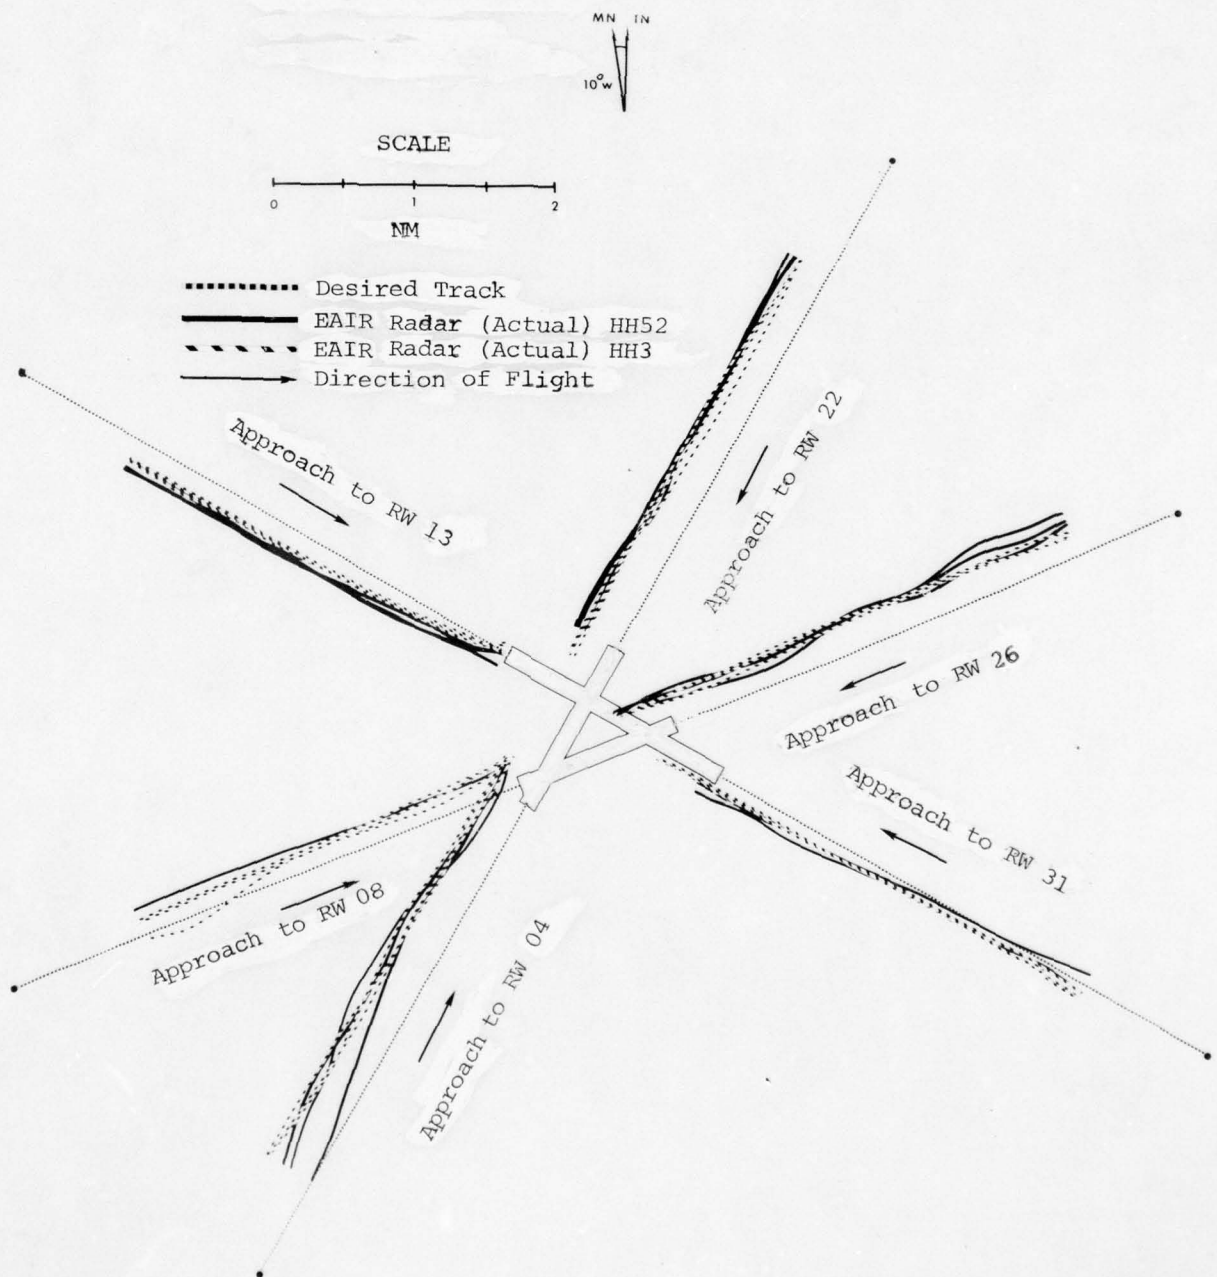 MN TN
10°W
SCALE
0 1 2
NM
Desired Track
EAIR Radar (Actual) HH52
EAIR Radar (Actual) HH3
Direction of Flight
Approach to RW 13
Approach to RW 22
Approach to RW 26
Approach to RW 31
Approach to RW 08
Approach to RW 04